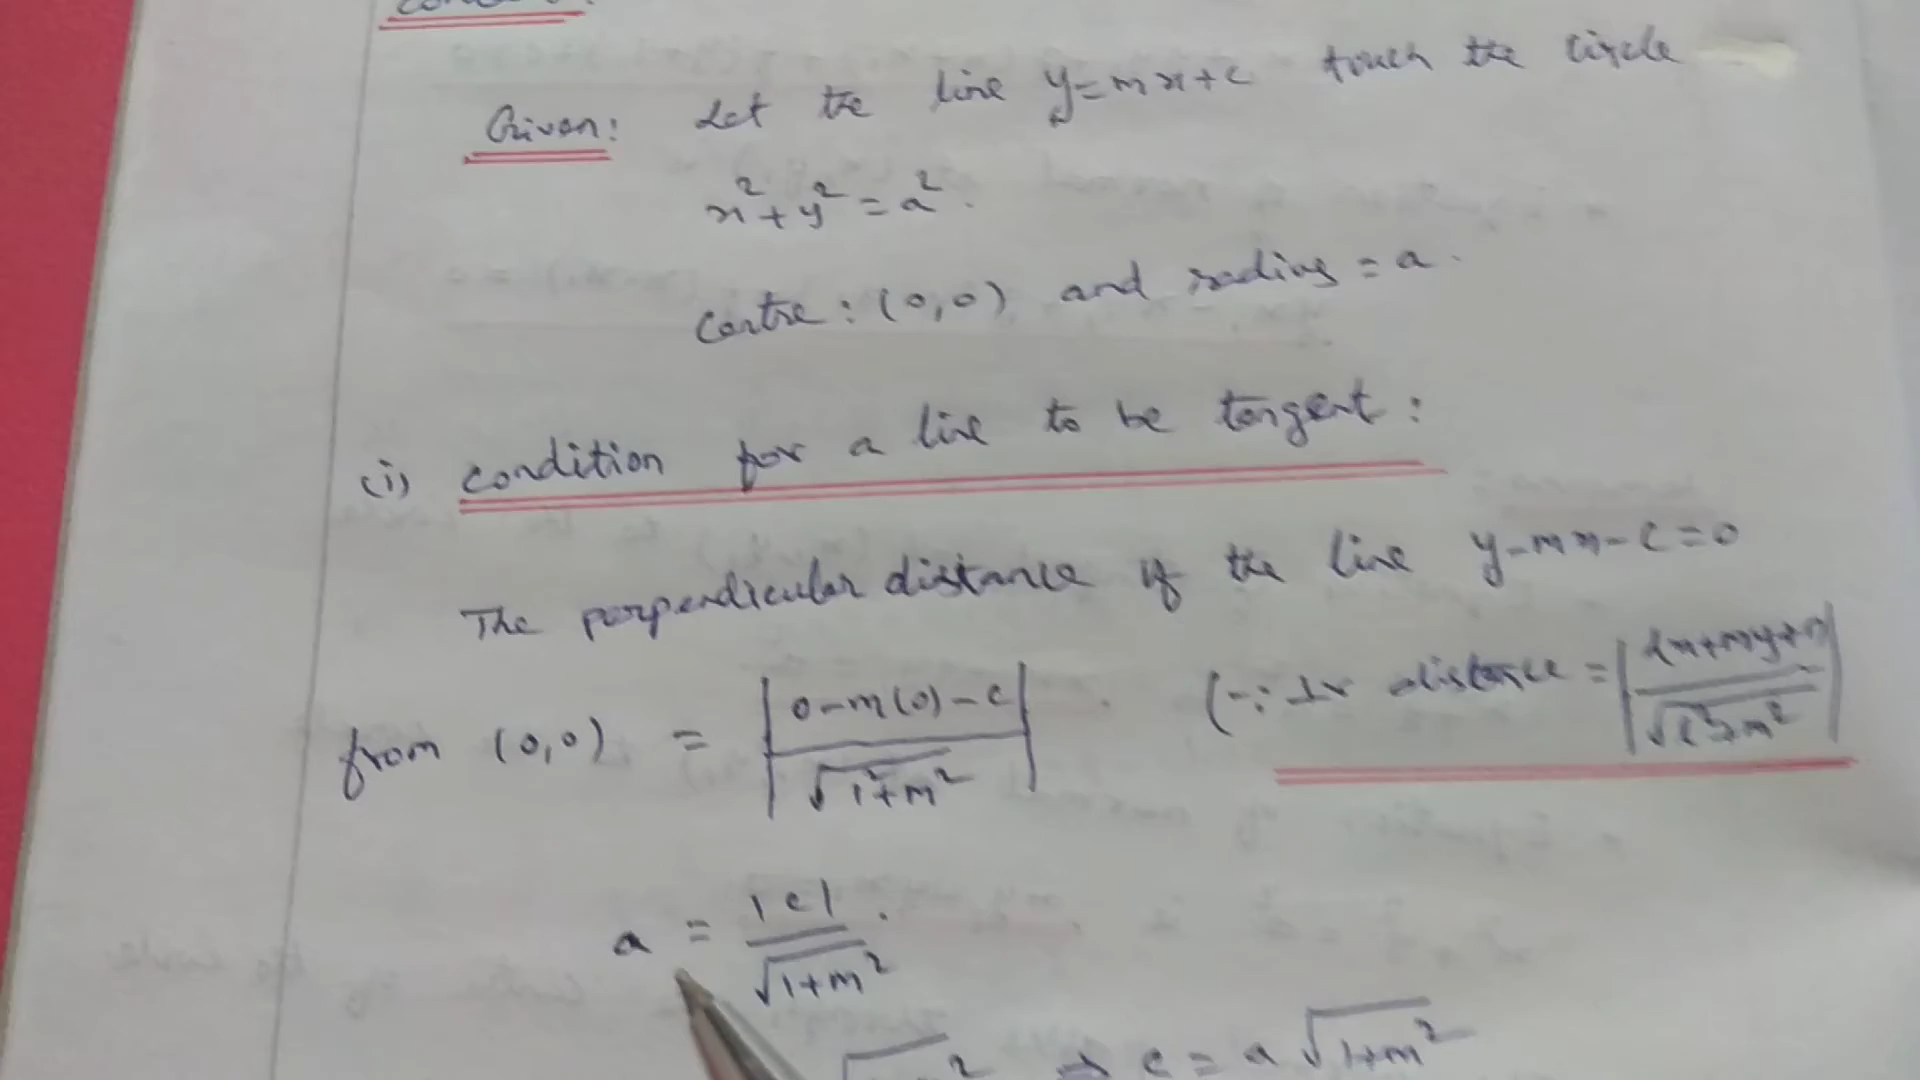 Given: Let the line y=mx+c touch the circle
x²+y²=a².
Centre: (0,0) and radius = a.
(i) condition for a line to be tangent:
The perpendicular distance of the line y-mx-c=0
from (0,0) = |0-m(0)-c / √1²+m²| . (∵ ⊥r distance = |lx+my+n / √l²+m²|
a = |c| / √1+m² .
c = a √1+m²